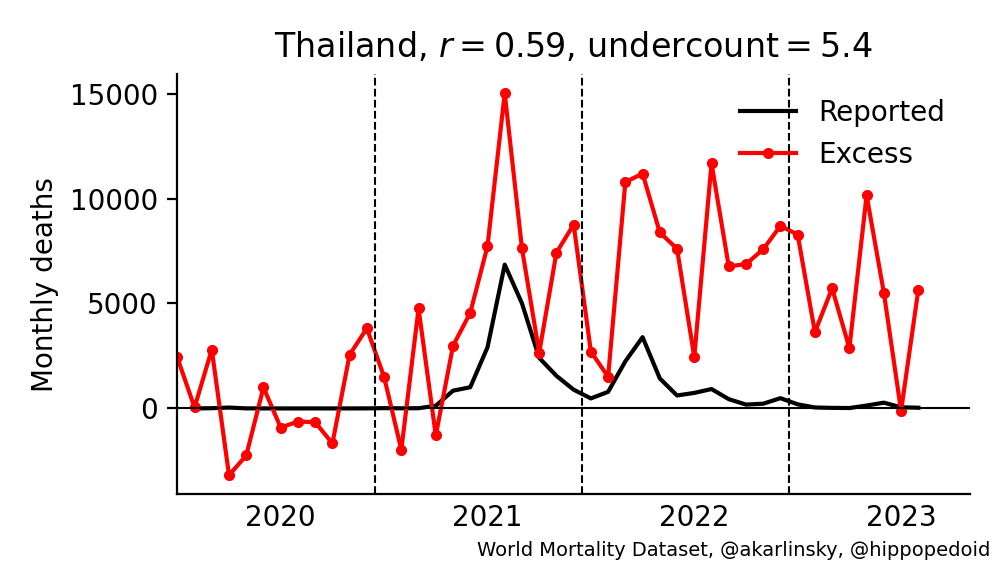 Thailand, r = 0.59, undercount = 5.4
15000
10000
5000
0
Monthly deaths
Reported
Excess
2020 2021 2022 2023
World Mortality Dataset, @akarlinsky, @hippopedoid